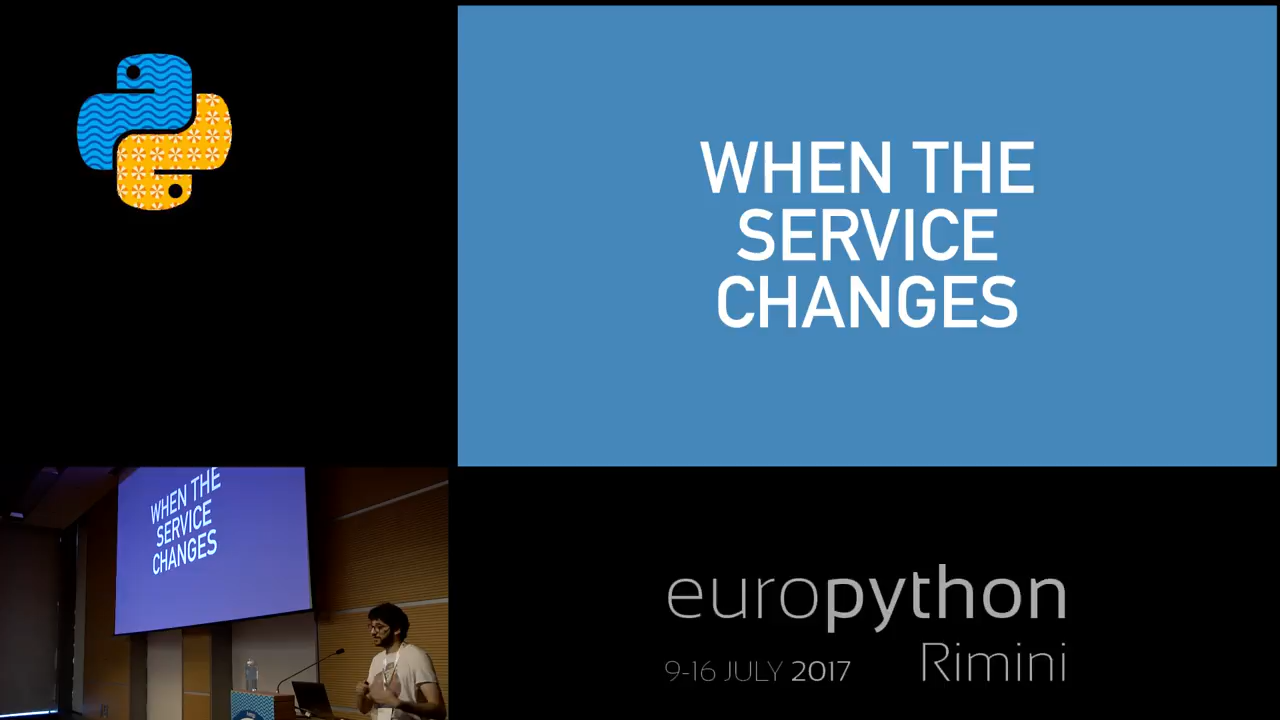 WHEN THE
SERVICE
CHANGES
WHEN THE
SERVICE
CHANGES
europython
9-16 JULY 2017 Rimini